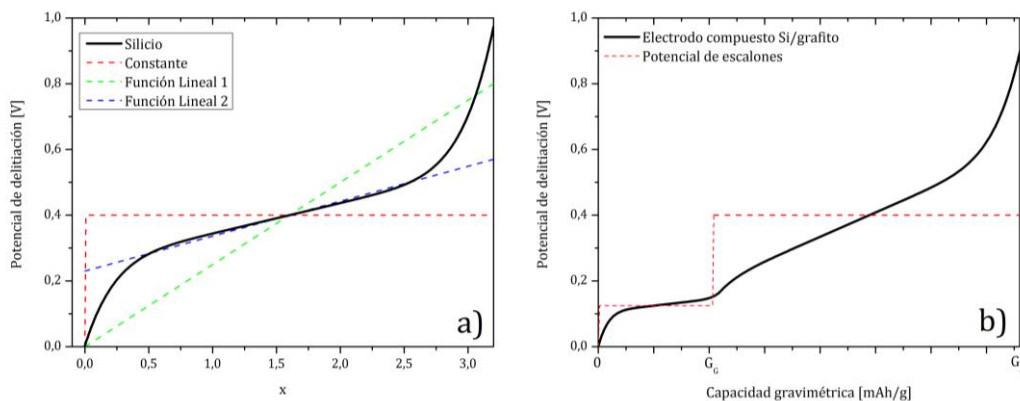 1,0
0,8
0,6
0,4
0,2
0,0
Potencial de delitiación [V]
Silicio
Constante
Función Lineal 1
Función Lineal 2
a)
0,0
0,5
1,0
1,5
2,0
2,5
3,0
x
1,0
0,8
0,6
0,4
0,2
0,0
Potencial de delitiación [V]
Electrodo compuesto Si/grafito
Potencial de escalones
b)
0
G_G
G
Capacidad gravimétrica [mAh/g]